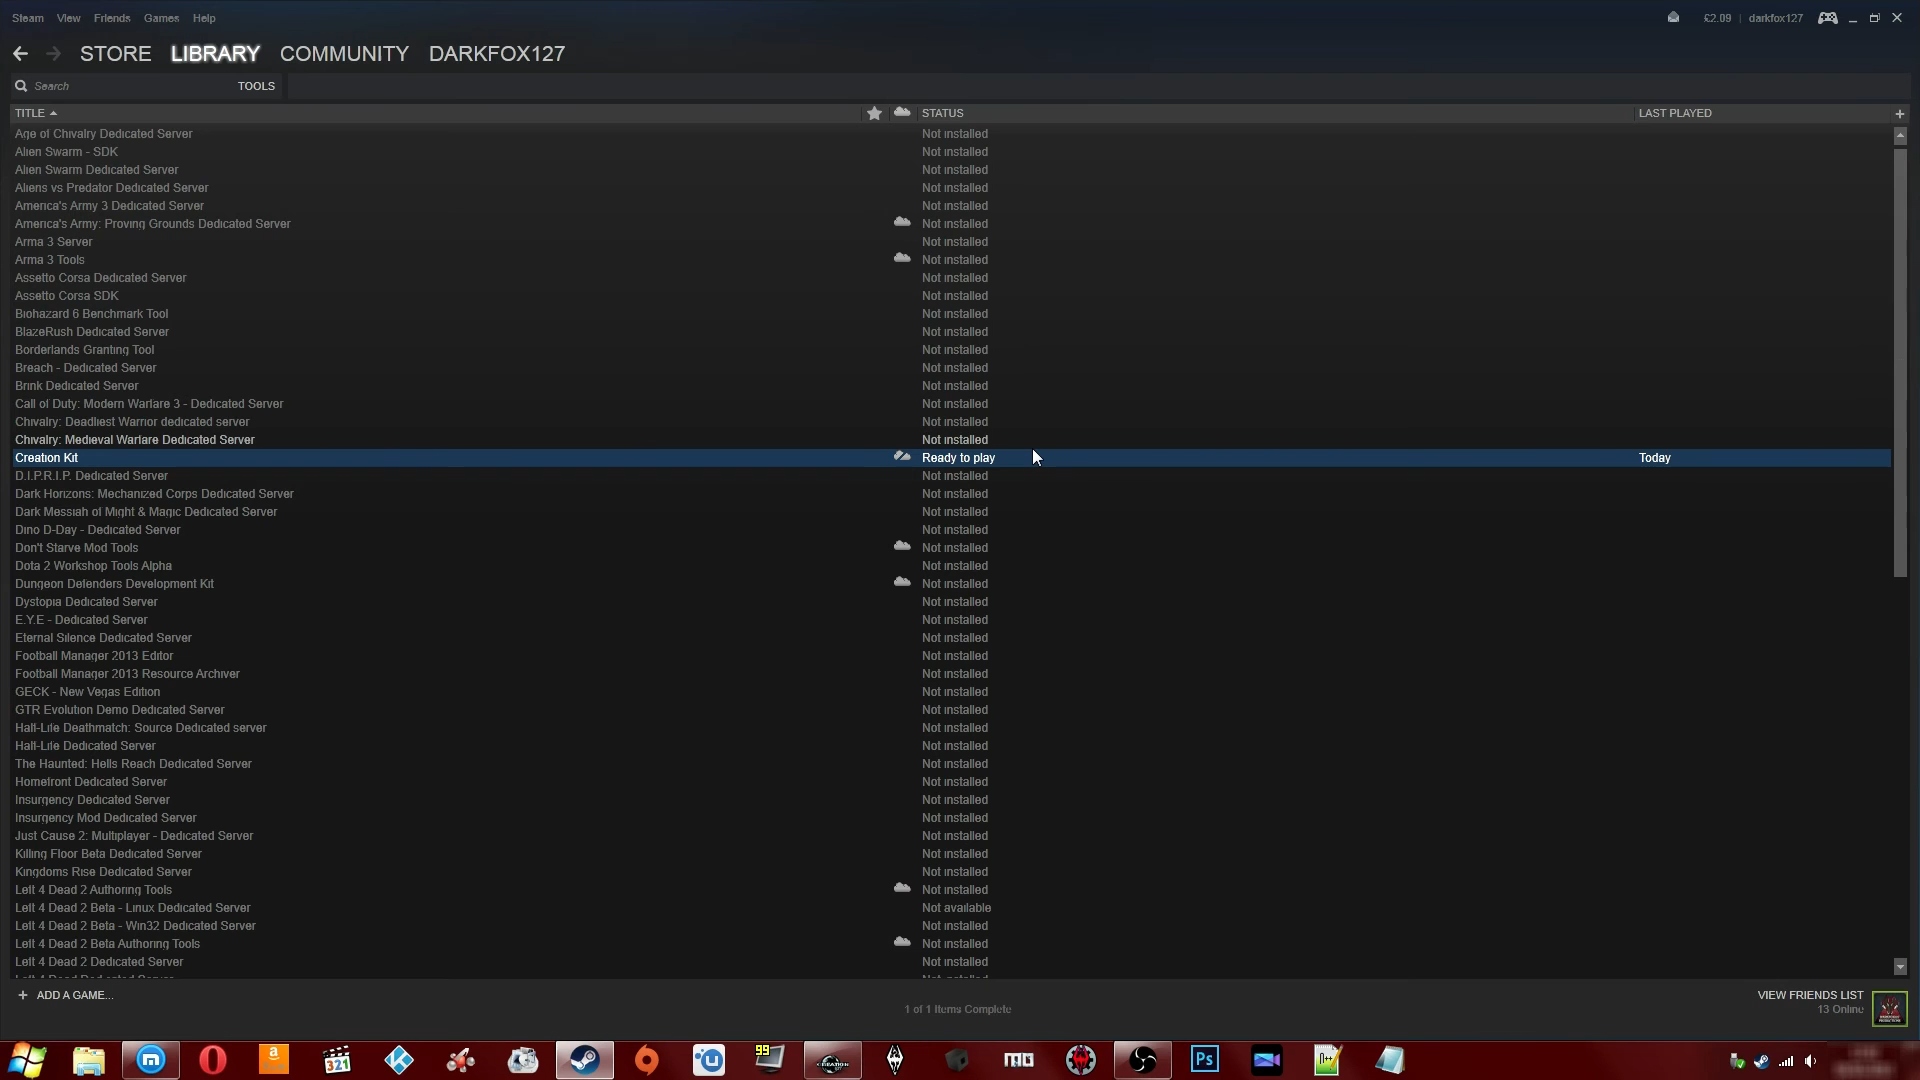 Steam View Friends Games Help
£2.09 | darkfox127
STORE LIBRARY COMMUNITY DARKFOX127
Search TOOLS
TITLE STATUS LAST PLAYED
Age of Chivalry Dedicated Server Not installed
Alien Swarm - SDK Not installed
Alien Swarm Dedicated Server Not installed
Aliens vs Predator Dedicated Server Not installed
America's Army 3 Dedicated Server Not installed
America's Army: Proving Grounds Dedicated Server Not installed
Arma 3 Server Not installed
Arma 3 Tools Not installed
Assetto Corsa Dedicated Server Not installed
Assetto Corsa SDK Not installed
Biohazard 6 Benchmark Tool Not installed
BlazeRush Dedicated Server Not installed
Borderlands Granting Tool Not installed
Breach - Dedicated Server Not installed
Brink Dedicated Server Not installed
Call of Duty: Modern Warfare 3 - Dedicated Server Not installed
Chivalry: Deadliest Warrior dedicated server Not installed
Chivalry: Medieval Warfare Dedicated Server Not installed
Creation Kit Ready to play Today
D.I.P.R.I.P. Dedicated Server Not installed
Dark Horizons: Mechanized Corps Dedicated Server Not installed
Dark Messiah of Might & Magic Dedicated Server Not installed
Dino D-Day - Dedicated Server Not installed
Don't Starve Mod Tools Not installed
Dota 2 Workshop Tools Alpha Not installed
Dungeon Defenders Development Kit Not installed
Dystopia Dedicated Server Not installed
E.Y.E - Dedicated Server Not installed
Eternal Silence Dedicated Server Not installed
Football Manager 2013 Editor Not installed
Football Manager 2013 Resource Archiver Not installed
GECK - New Vegas Edition Not installed
GTR Evolution Demo Dedicated Server Not installed
Half-Life Deathmatch: Source Dedicated server Not installed
Half-Life Dedicated Server Not installed
The Haunted: Hells Reach Dedicated Server Not installed
Homefront Dedicated Server Not installed
Insurgency Dedicated Server Not installed
Insurgency Mod Dedicated Server Not installed
Just Cause 2: Multiplayer - Dedicated Server Not installed
Killing Floor Beta Dedicated Server Not installed
Kingdoms Rise Dedicated Server Not installed
Left 4 Dead 2 Authoring Tools Not installed
Left 4 Dead 2 Beta - Linux Dedicated Server Not available
Left 4 Dead 2 Beta - Win32 Dedicated Server Not installed
Left 4 Dead 2 Beta Authoring Tools Not installed
Left 4 Dead 2 Dedicated Server Not installed
+ ADD A GAME...
1 of 1 Items Complete
VIEW FRIENDS LIST
13 Online
321
99
Ps